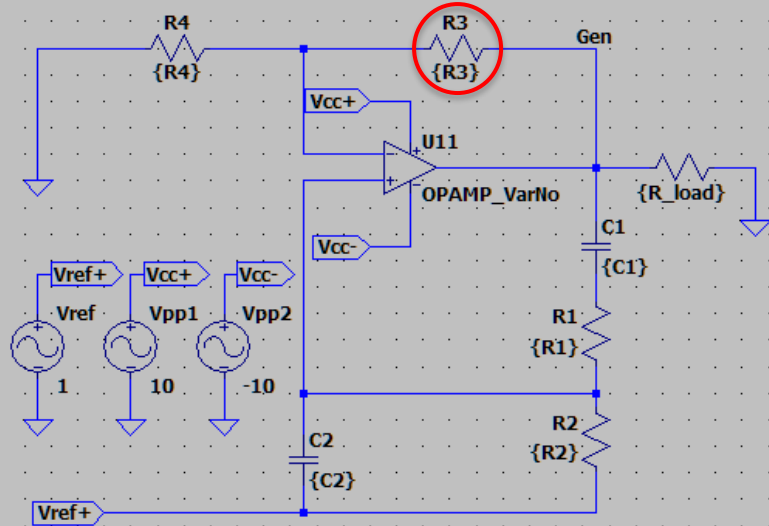 R4
{R4}
R3
{R3}
Gen
Vcc+
U11
OPAMP_VarNo
{R_load}
Vcc-
C1
{C1}
Vref+
Vcc+
Vcc-
Vref
Vpp1
Vpp2
R1
{R1}
1
10
-10
C2
{C2}
R2
{R2}
Vref+